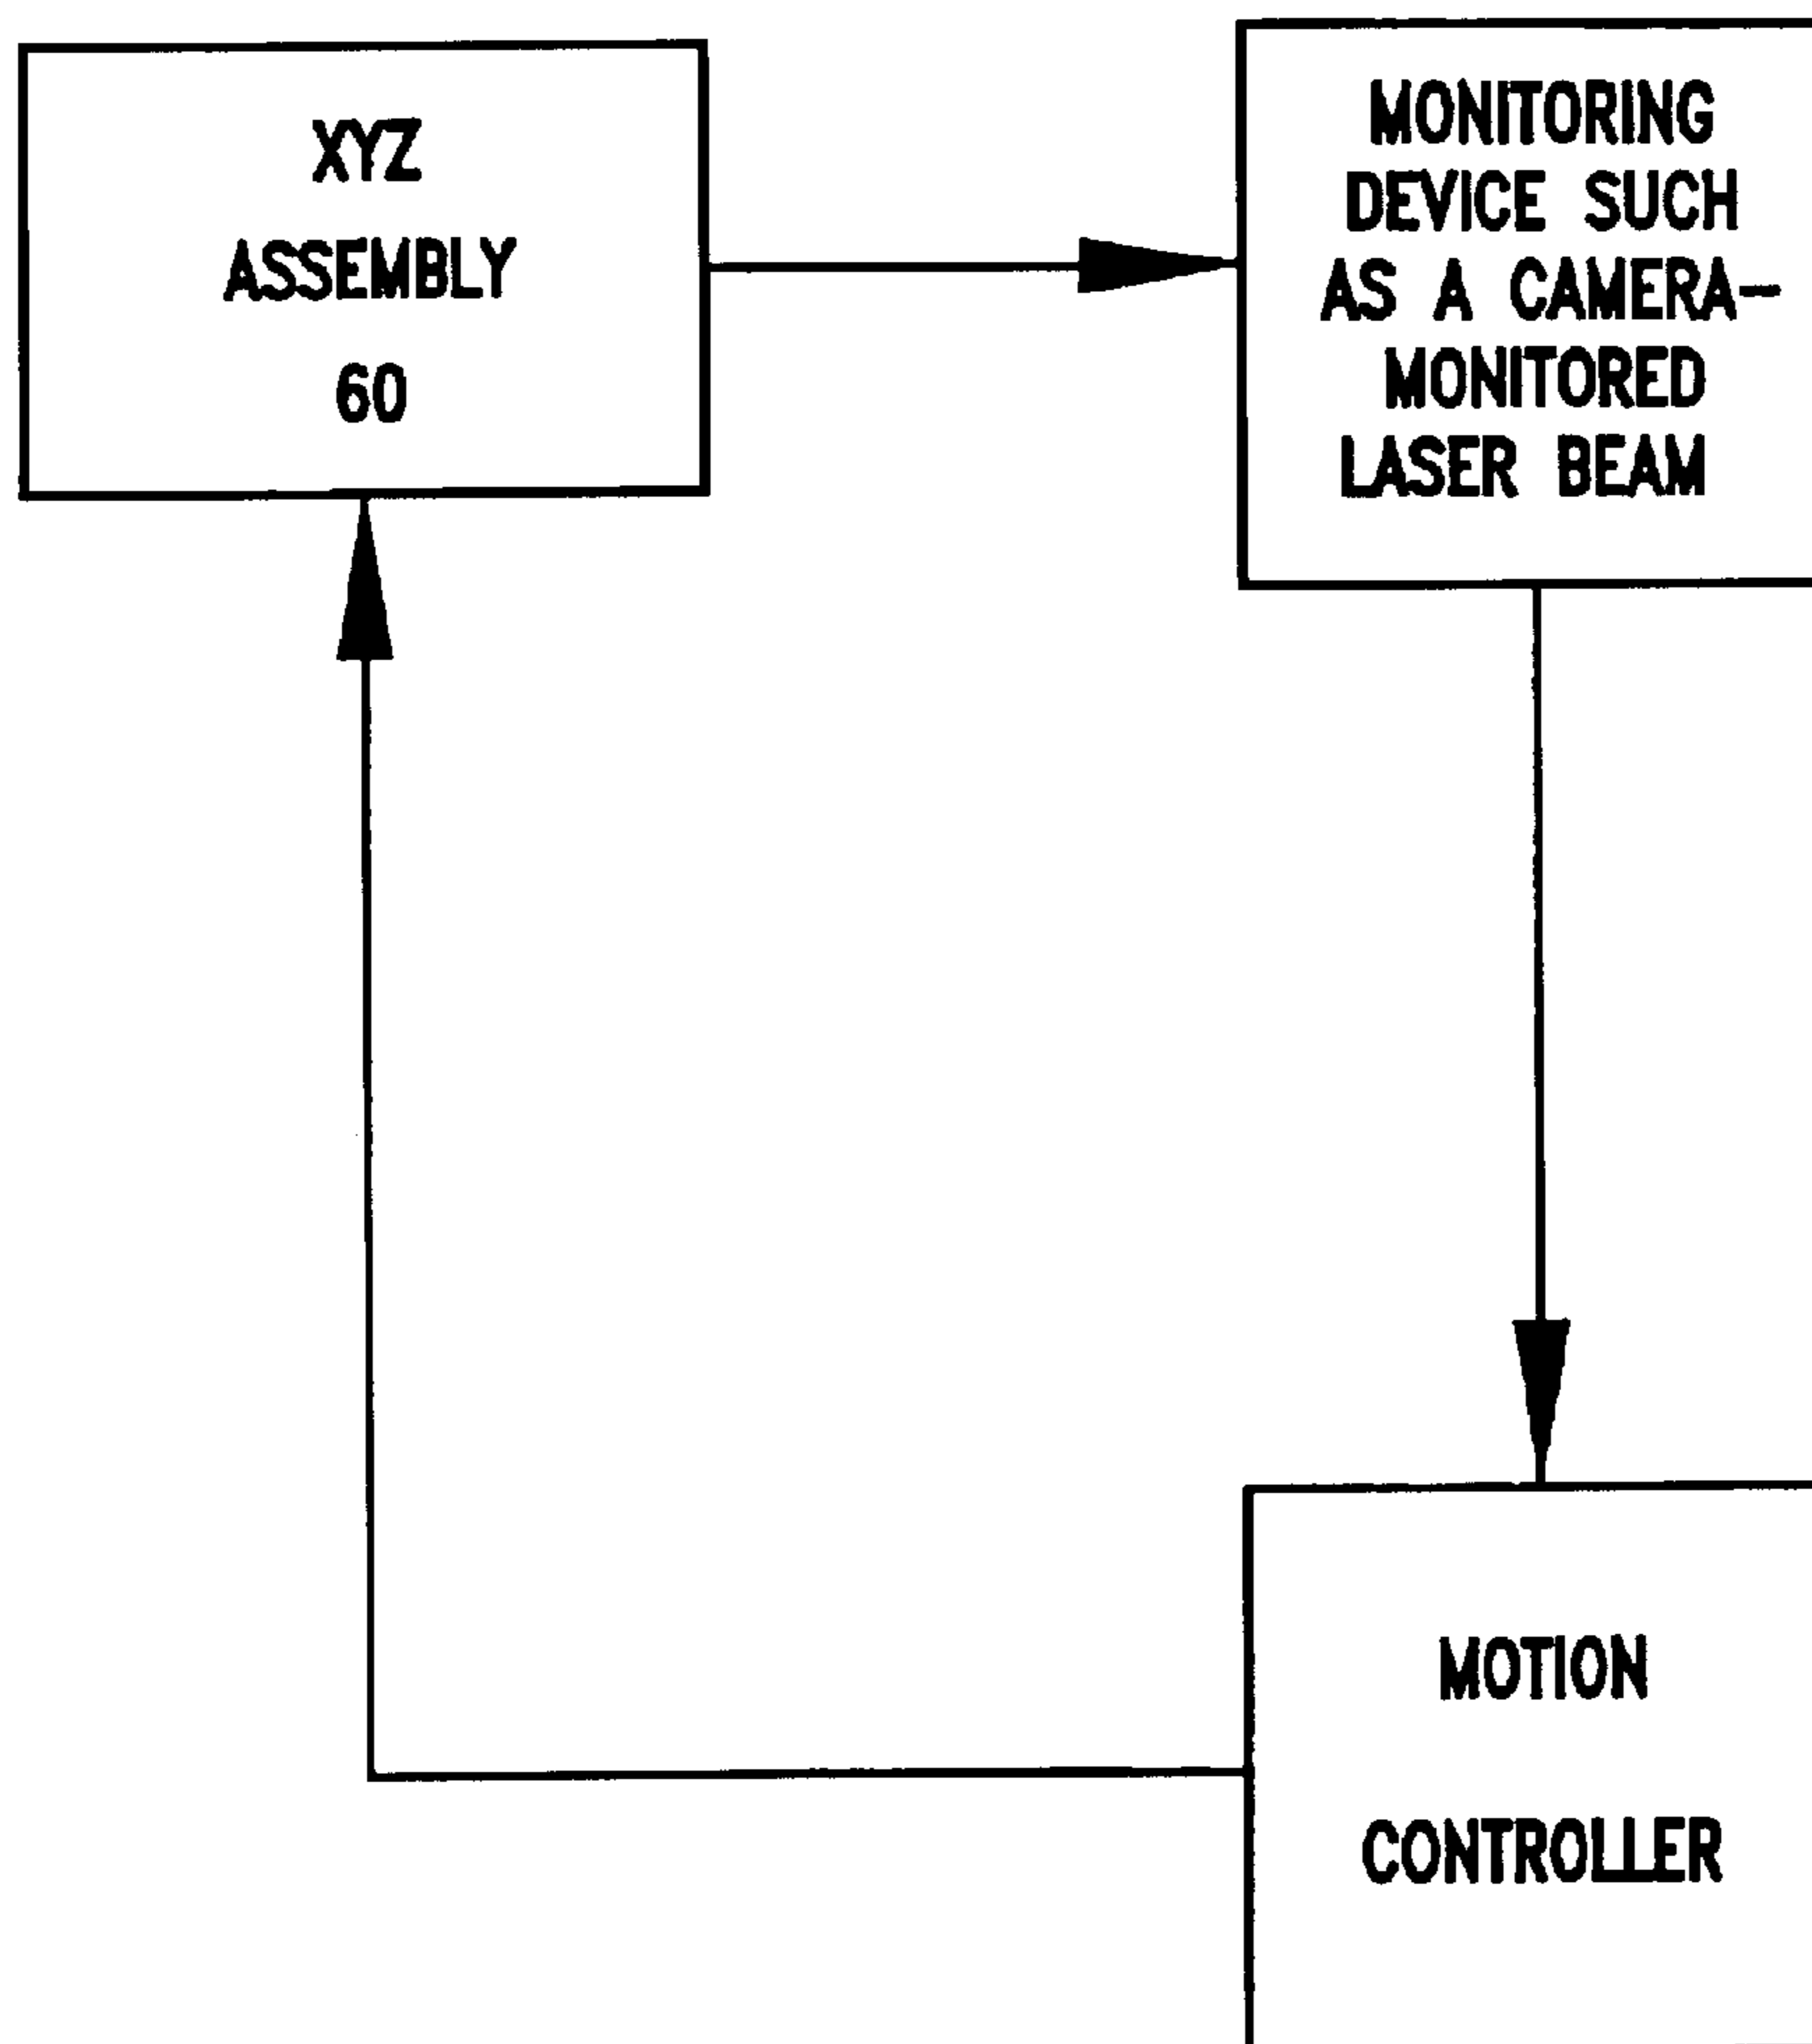 XYZ
ASSEMBLY
60
MONITORING
DEVICE SUCH
AS A CAMERA-
MONITORED
LASER BEAM
MOTION
CONTROLLER